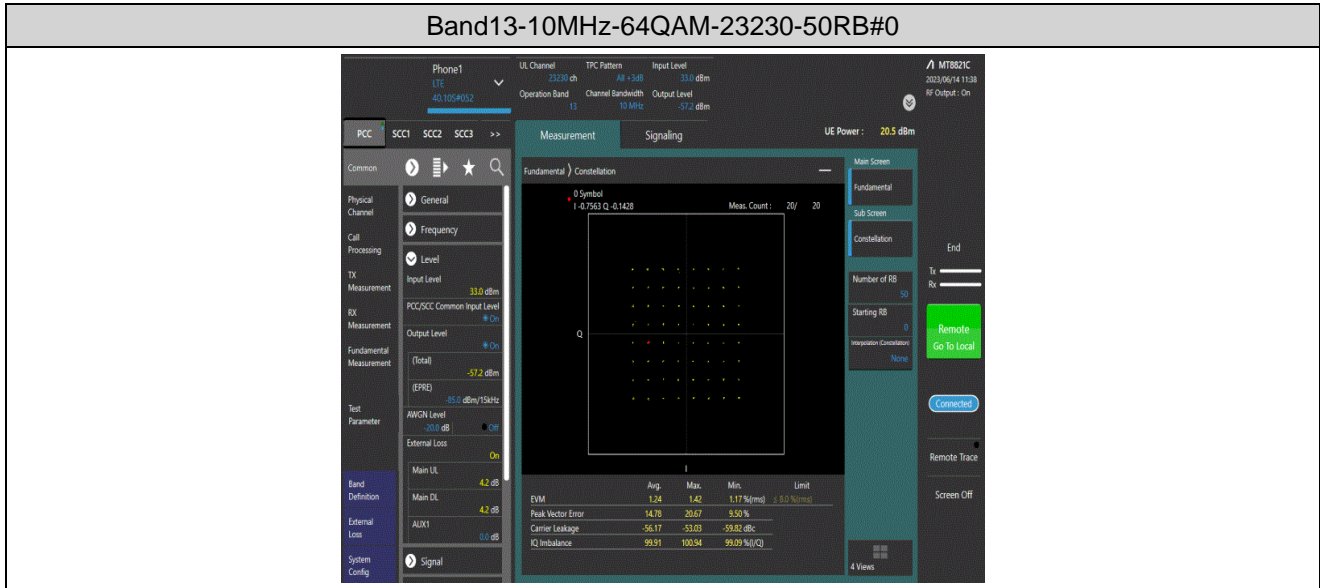 Band13-10MHz-64QAM-23230-50RB#0
Phone1
LTE
40.105#052
UL Channel TPC Pattern Input Level
23230 ch All +3dB 33.0 dBm
Operation Band Channel Bandwidth Output Level
13 10 MHz -57.2 dBm
MT8821C
2023/06/14 11:38
RF Output : On
PCC SCC1 SCC2 SCC3 >>
Measurement Signaling UE Power : 20.5 dBm
Common
Physical
Channel
Call
Processing
TX
Measurement
RX
Measurement
Fundamental
Measurement
Test
Parameter
Band
Definition
External
Loss
System
Config
General
Frequency
Level
Input Level
33.0 dBm
PCC/SCC Common Input Level
On
Output Level
On
(Total)
-57.2 dBm
(EPRE)
-85.0 dBm/15kHz
AWGN Level
-20.0 dB Off
External Loss
On
Main UL
4.2 dB
Main DL
4.2 dB
AUX1
0.0 dB
Signal
Fundamental Constellation
0 Symbol
I -0.7563 Q -0.1428 Meas. Count : 20/ 20
Q
I
Avg. Max. Min. Limit
EVM 1.24 1.42 1.17 %(rms) ≤ 8.0 %(rms)
Peak Vector Error 14.78 20.67 9.50 %
Carrier Leakage -56.17 -53.03 -59.82 dBc
IQ Imbalance 99.91 100.94 99.09 %(I/Q)
Main Screen
Fundamental
Sub Screen
Constellation
Number of RB
50
Starting RB
0
Interpolation (Constellation)
None
4 Views
End
Tx
Rx
Remote
Go To Local
Connected
Remote Trace
Screen Off